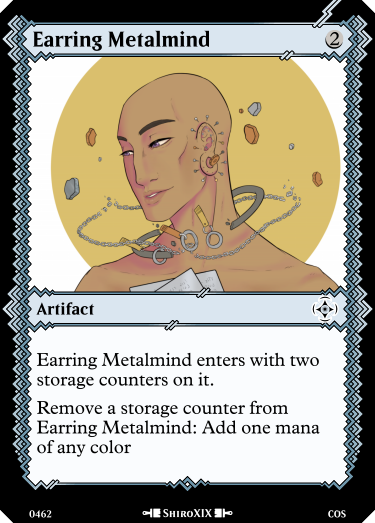 Earring Metalmind
2
Artifact
Earring Metalmind enters with two
storage counters on it.
Remove a storage counter from
Earring Metalmind: Add one mana
of any color
0462
ShiroXIX
COS